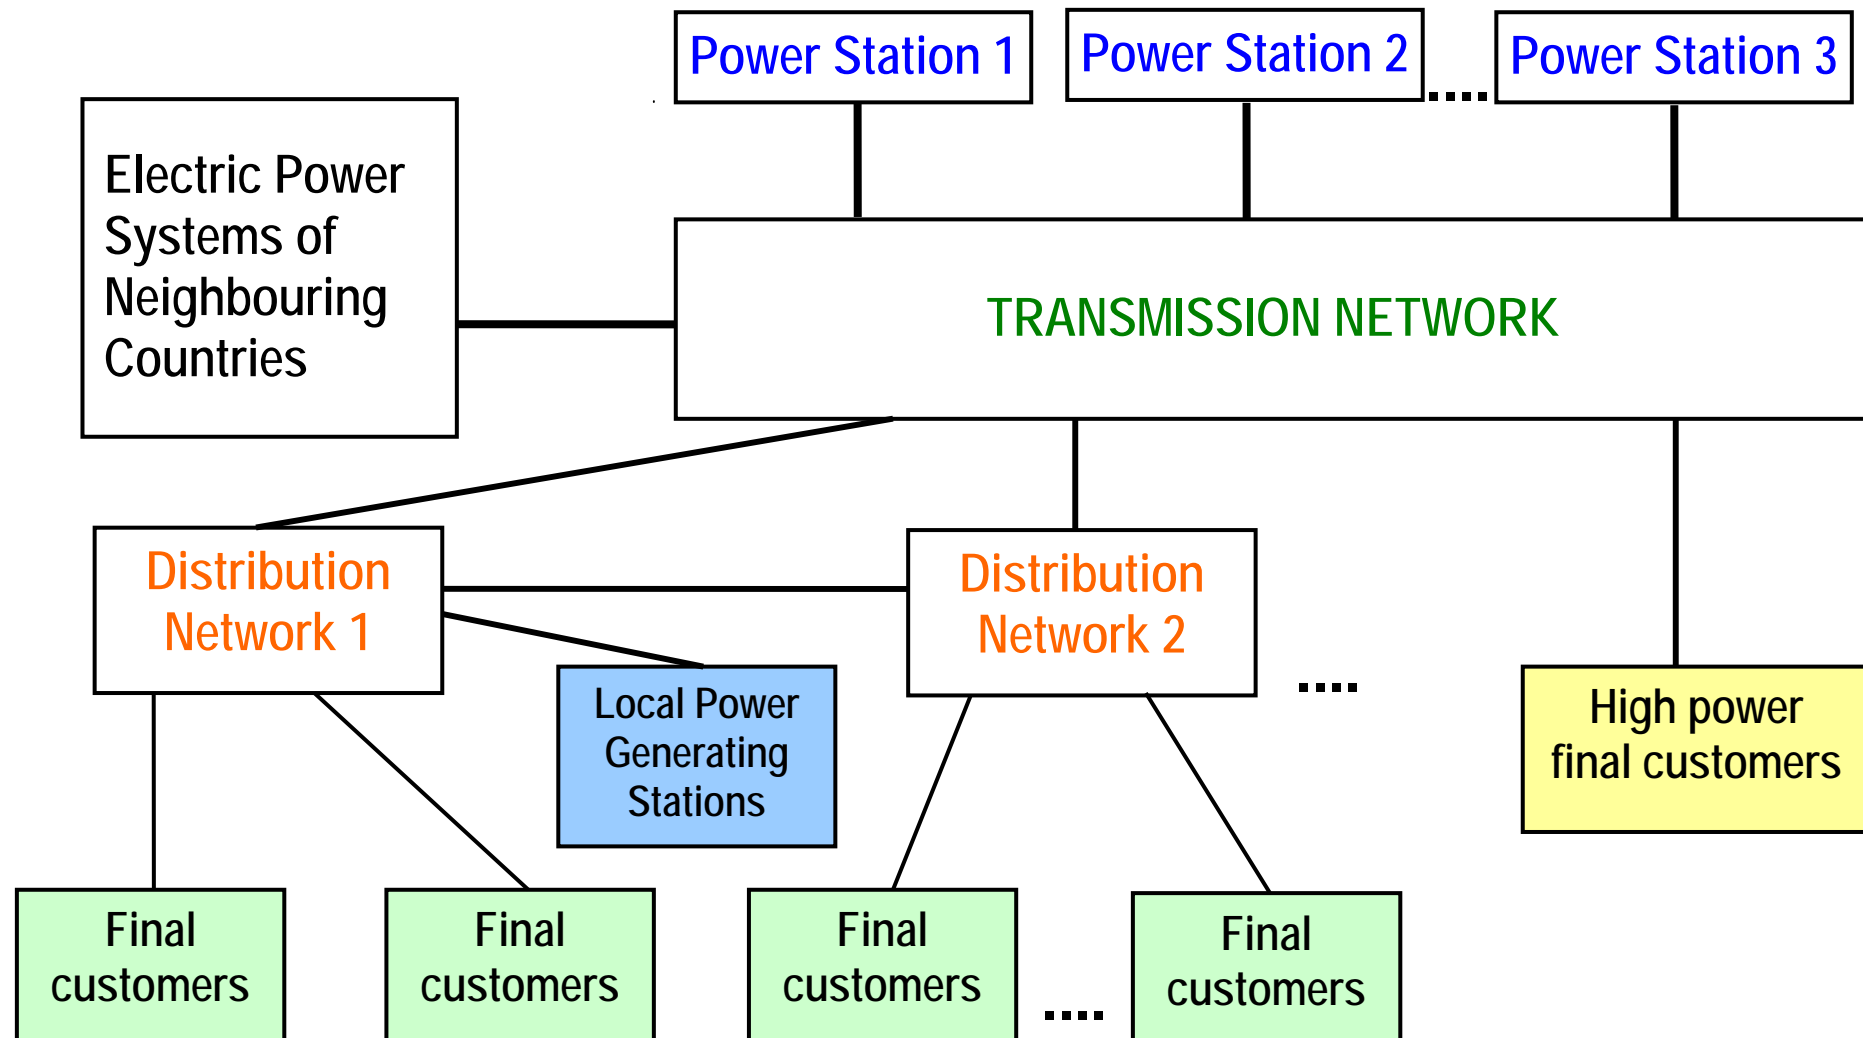 Power Station 1
Power Station 2
Power Station 3
Electric Power
Systems of
Neighbouring
Countries
TRANSMISSION NETWORK
Distribution
Network 1
Distribution
Network 2
Local Power
Generating
Stations
High power
final customers
Final
customers
Final
customers
Final
customers
Final
customers